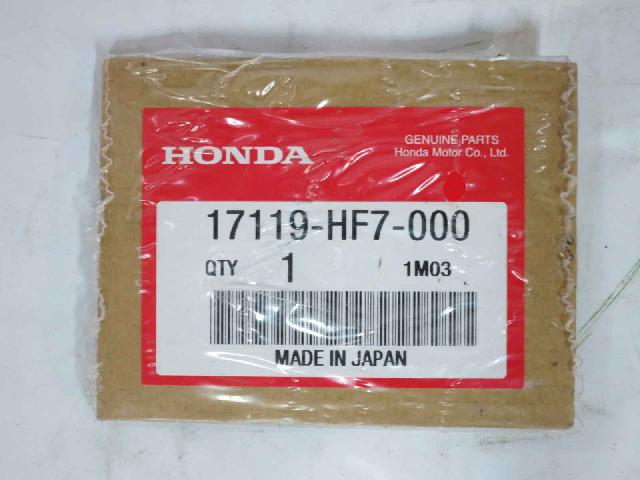 GENUINE PARTS
HONDA Honda Motor Co., Ltd.
17119-HF7-000
QTY 1 1M03
MADE IN JAPAN